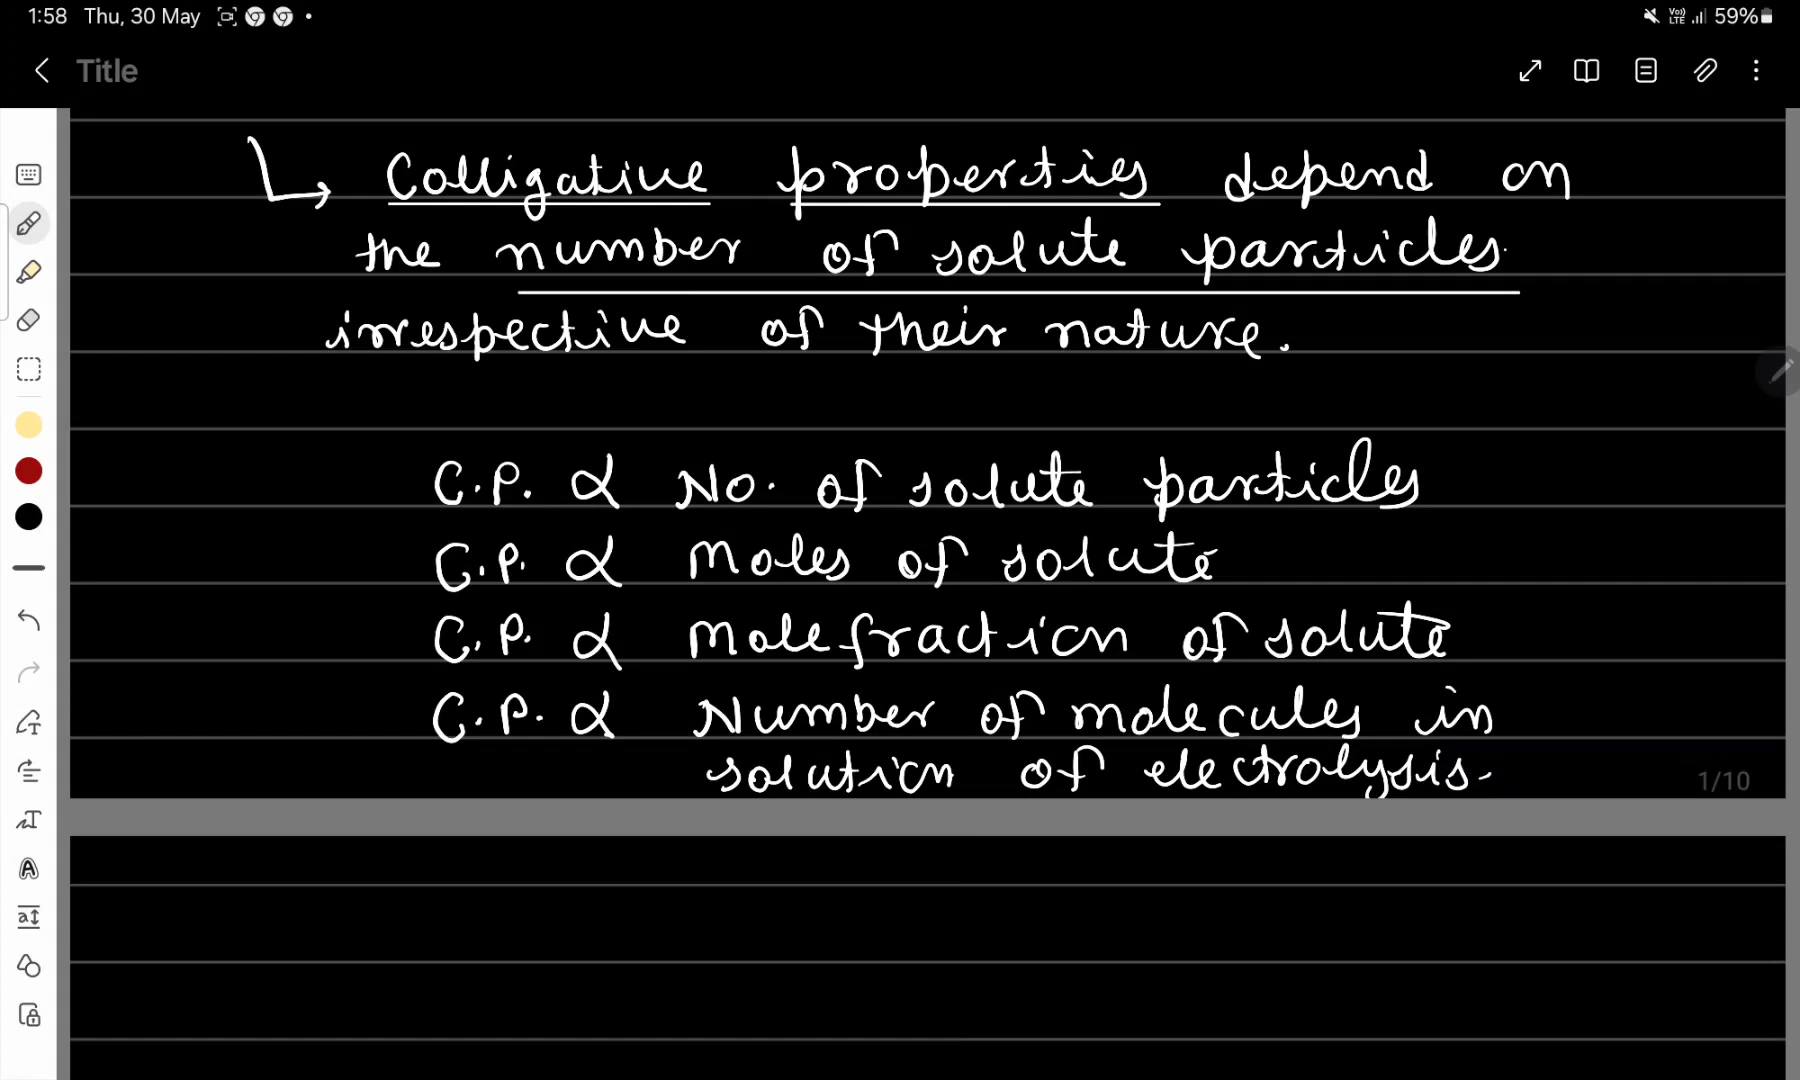 1:58 Thu, 30 May
59%
Title
Colligative properties depend on
the number of solute particles
irrespective of their nature.
C.P. α No. of solute particles
C.P. α Moles of solute
C.P. α Molefraction of solute
C.P. α Number of molecules in
solution of electrolysis.
1/10